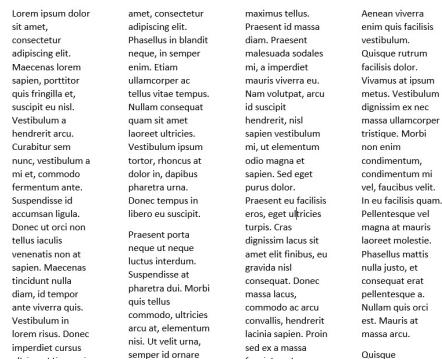 Lorem ipsum dolor
sit amet,
consectetur
adipiscing elit.
Maecenas lorem
sapien, porttitor
quis fringilla et,
suscipit eu nisl.
Vestibulum a
hendrerit arcu.
Curabitur sem
nunc, vestibulum a
mi et, commodo
fermentum ante.
Suspendisse id
accumsan ligula.
Donec ut orci non
tellus iaculis
venenatis non at
sapien. Maecenas
tincidunt nulla
diam, id tempor
ante viverra quis.
Vestibulum in
lorem risus. Donec
imperdiet cursus
amet, consectetur
adipiscing elit.
Phasellus in blandit
neque, in semper
enim. Etiam
ullamcorper ac
tellus vitae tempus.
Nullam consequat
quam sit amet
laoreet ultricies.
Vestibulum ipsum
tortor, rhoncus at
dolor in, dapibus
pharetra urna.
Donec tempus in
libero eu suscipit.
Praesent porta
neque ut neque
luctus interdum.
Suspendisse at
pharetra dui. Morbi
quis tellus
commodo, ultricies
arcu at, elementum
nisi. Ut velit urna,
semper id ornare
maximus tellus.
Praesent id massa
diam. Praesent
malesuada sodales
mi, a imperdiet
mauris viverra eu.
Nam volutpat, arcu
id suscipit
hendrerit, nisl
sapien vestibulum
mi, ut elementum
odio magna et
sapien. Sed eget
purus dolor.
Praesent eu facilisis
eros, eget ultricies
turpis. Cras
dignissim lacus sit
amet elit finibus, eu
gravida nisl
consequat. Donec
massa lacus,
commodo ac arcu
convallis, hendrerit
lacinia sapien. Proin
sed ex a massa
Aenean viverra
enim quis facilisis
vestibulum.
Quisque rutrum
facilisis dolor.
Vivamus at ipsum
metus. Vestibulum
dignissim ex nec
massa ullamcorper
tristique. Morbi
non enim
condimentum,
condimentum mi
vel, faucibus velit.
In eu facilisis quam.
Pellentesque vel
magna at mauris
laoreet molestie.
Phasellus mattis
nulla justo, et
consequat erat
pellentesque a.
Nullam quis orci
est. Mauris at
massa arcu.
Quisque